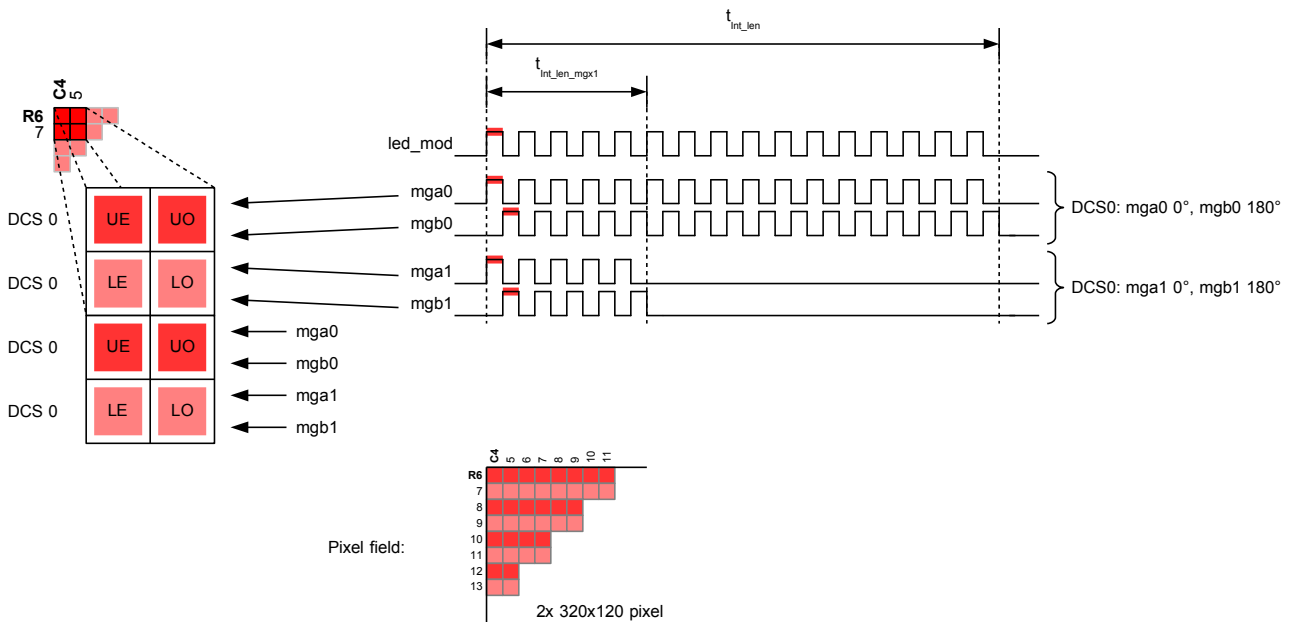 t Int_len
t Int_len_mgx1
C4
5
R6
7
led_mod
mga0
mgb0
DCS0: mga0 0°, mgb0 180°
mga1
mgb1
DCS0: mga1 0°, mgb1 180°
DCS 0 UE UO
DCS 0 LE LO
DCS 0 UE UO
DCS 0 LE LO
mga0
mgb0
mga1
mgb1
C4 5 6 7 8 9 10 11
R6
7
8
9
10
11
12
13
Pixel field:
2x 320x120 pixel